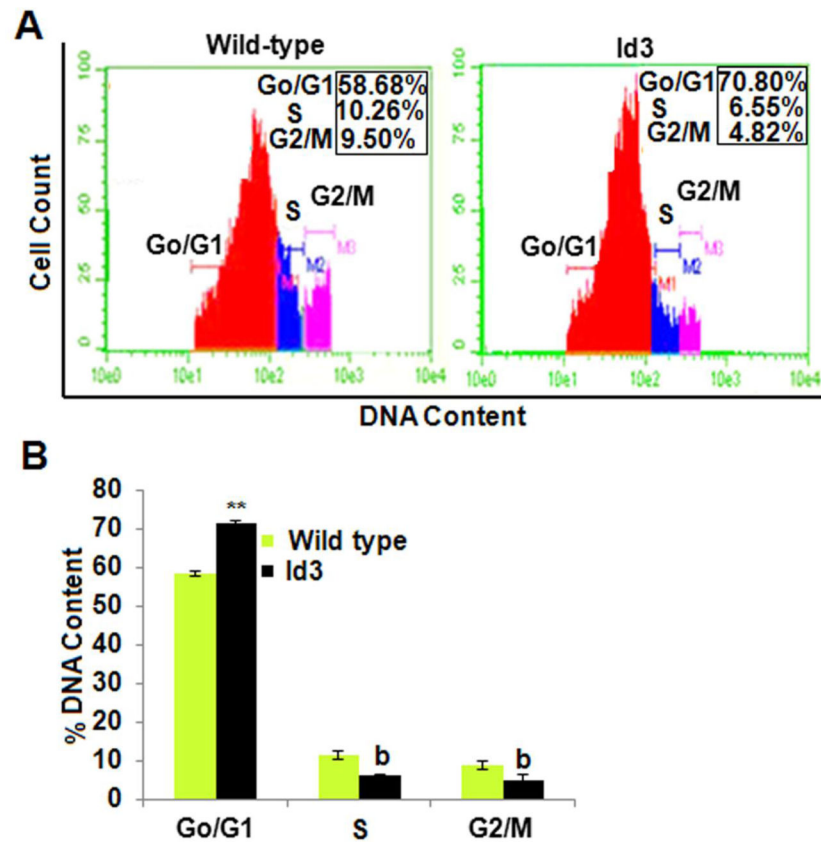 A
Wild-type
Go/G1 58.68%
S 10.26%
G2/M 9.50%
G2/M
S
Go/G1
M3
M2
M1
100
75
50
25
0
10e0 10e1 10e2 10e3 10e4
Id3
Go/G1 70.80%
S 6.55%
G2/M 4.82%
G2/M
S
Go/G1
M3
M2
M1
100
75
50
25
0
10e0 10e1 10e2 10e3 10e4
Cell Count
DNA Content
B
80
70
60
50
40
30
20
10
0
% DNA Content
**
Wild type
Id3
b
b
Go/G1 S G2/M